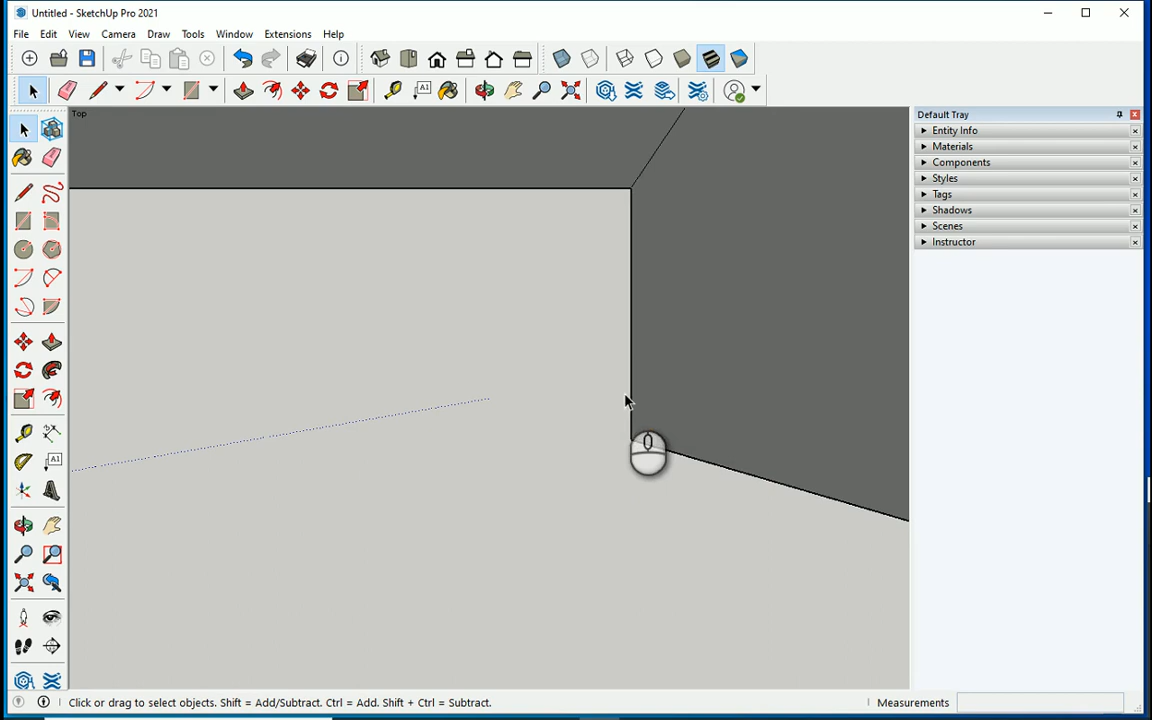 Untitled - SketchUp Pro 2021
File Edit View Camera Draw Tools Window Extensions Help
A1
Top
Default Tray
Entity Info
Materials
Components
Styles
Tags
Shadows
Scenes
Instructor
A1
Click or drag to select objects. Shift = Add/Subtract. Ctrl = Add. Shift + Ctrl = Subtract.
Measurements